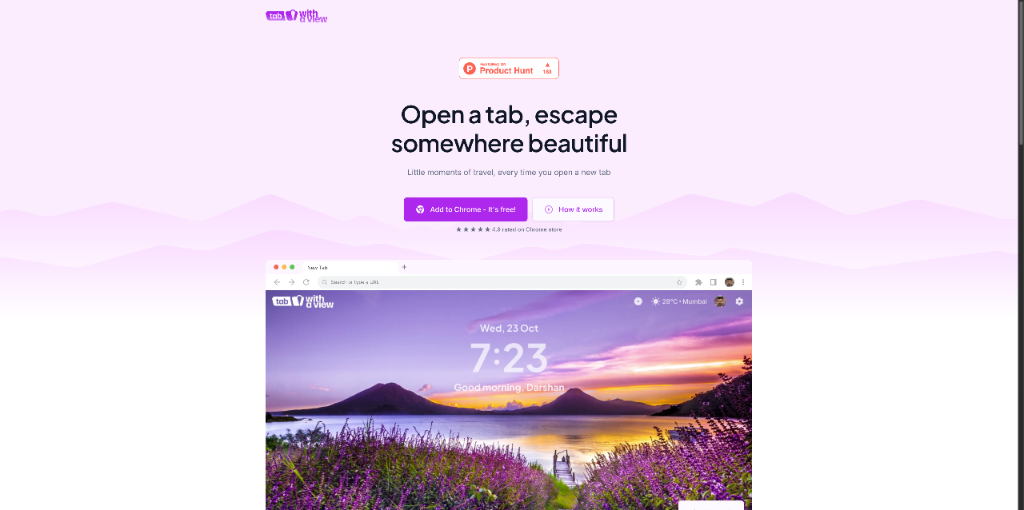 tab with a view
FEATURED ON
Product Hunt
Open a tab, escape
somewhere beautiful
Little moments of travel, every time you open a new tab
Add to Chrome - It's free!
How it works
★★★★★ 4.8 rated on Chrome store
New Tab
Search or type a URL
tab with a view
28°C • Mumbai
Wed, 23 Oct
7:23
Good morning, Darshan